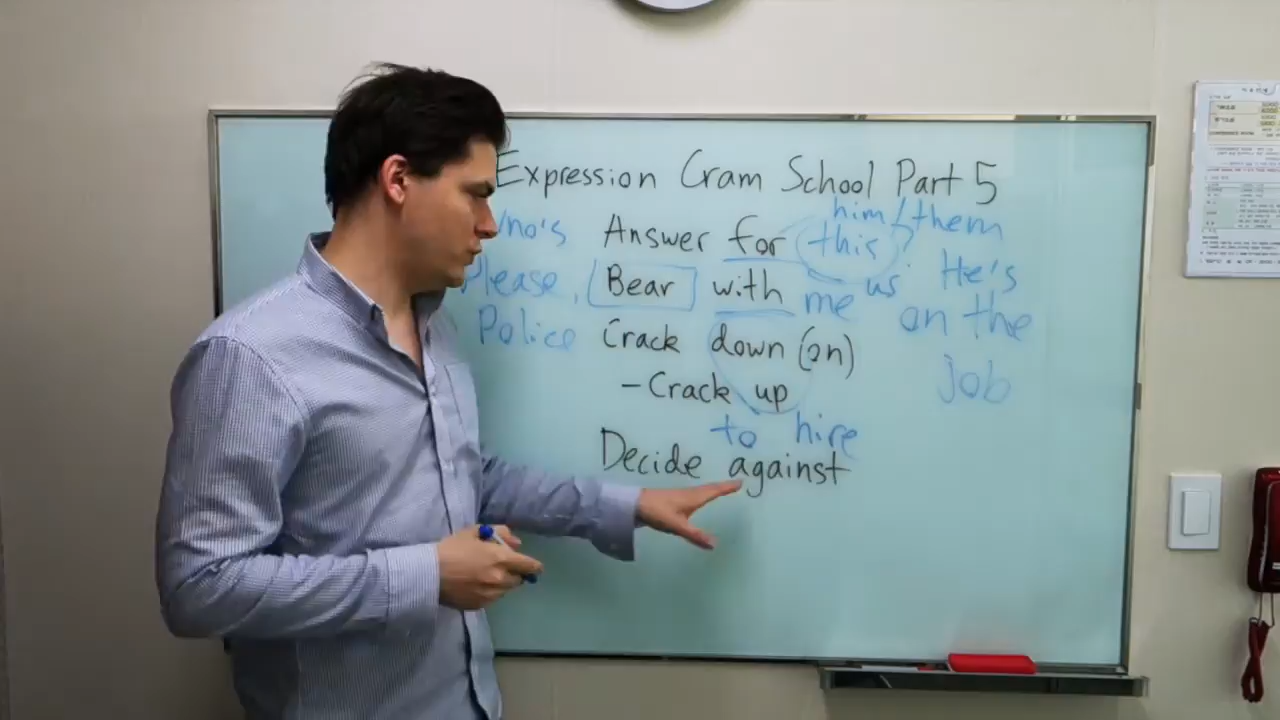 Expression Cram School Part 5
him/them
Answer for this?
Please, Bear with me us
Police Crack down (on)
- Crack up
to hire
Decide against
He's
on the
job